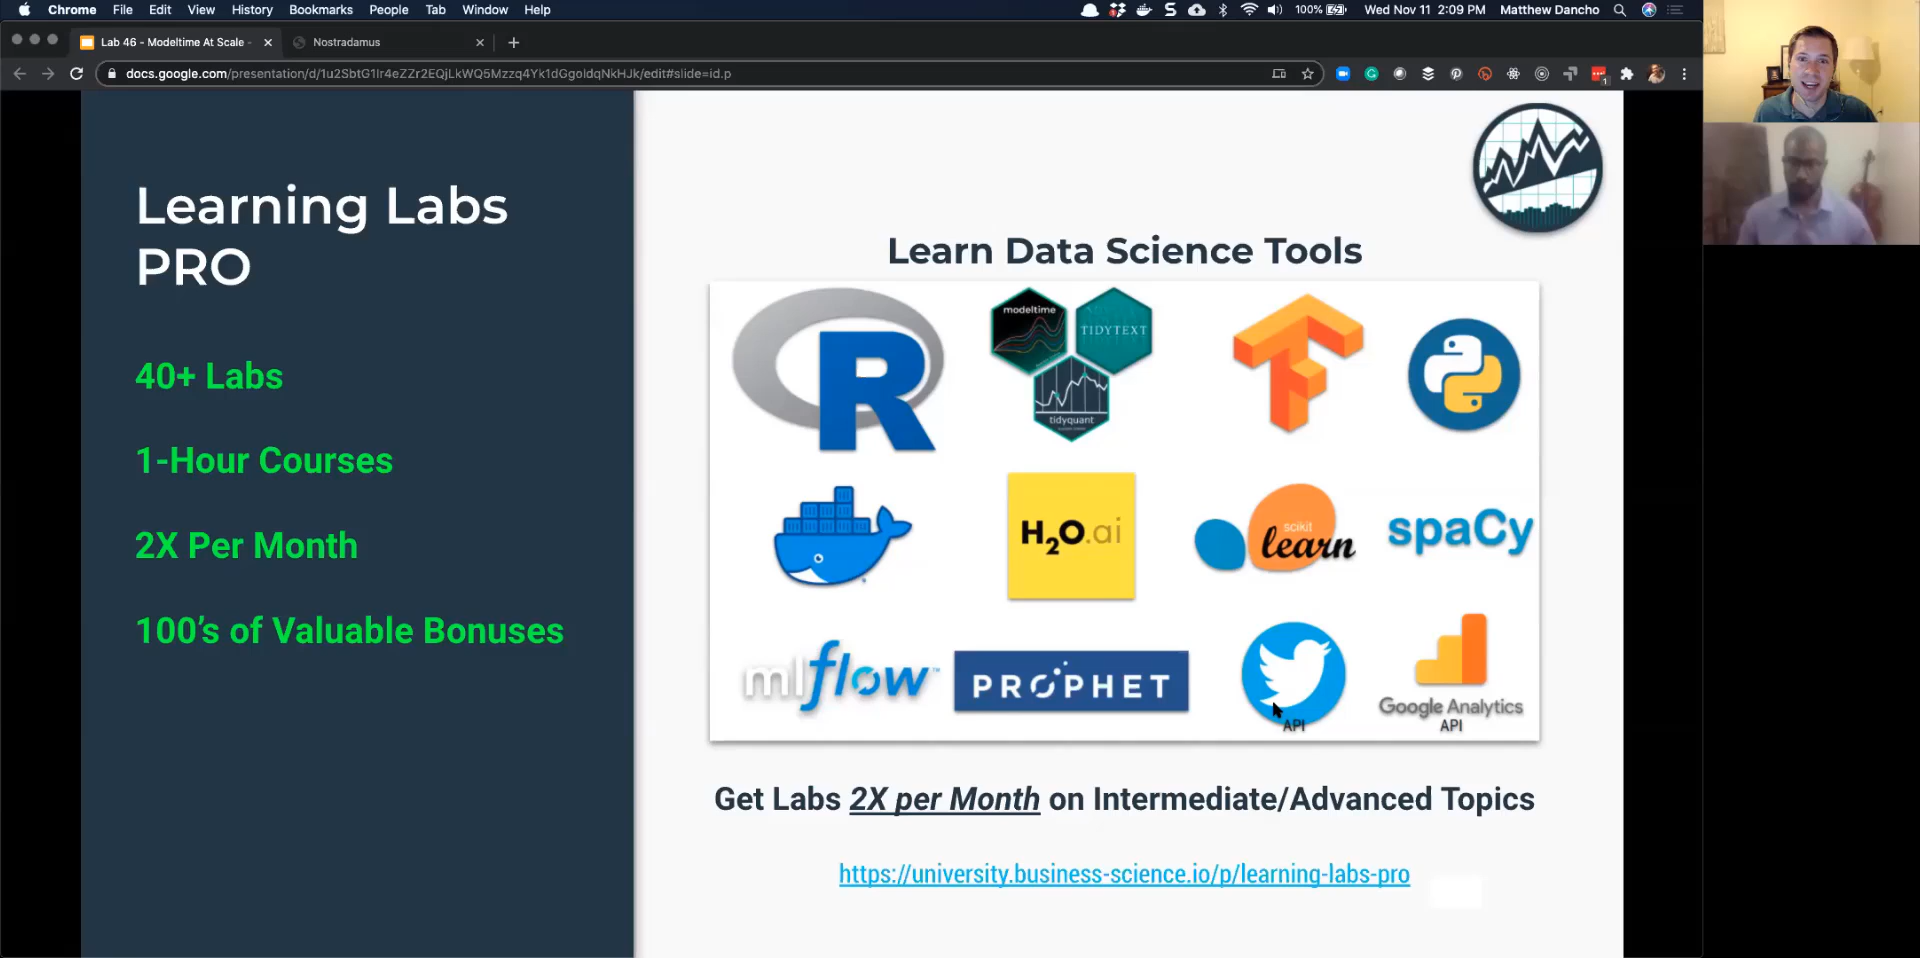 Chrome File Edit View History Bookmarks People Tab Window Help 100% Wed Nov 11 2:09 PM Matthew Dancho
Lab 46 - Modeltime At Scale - Nostradamus
docs.google.com/presentation/d/1u2SbtG1Ir4eZZr2EQjLkWQ5Mzzq4Yk1dGgoldqNkHJk/edit#slide=id.p
Learning Labs
PRO
40+ Labs
1-Hour Courses
2X Per Month
100's of Valuable Bonuses
Learn Data Science Tools
R
modeltime
TIDYTEXT
tidyquant
H2O.ai
scikit
learn
spaCy
mlflow™
PROPHET
API
Google Analytics
API
Get Labs 2X per Month on Intermediate/Advanced Topics
https://university.business-science.io/p/learning-labs-pro